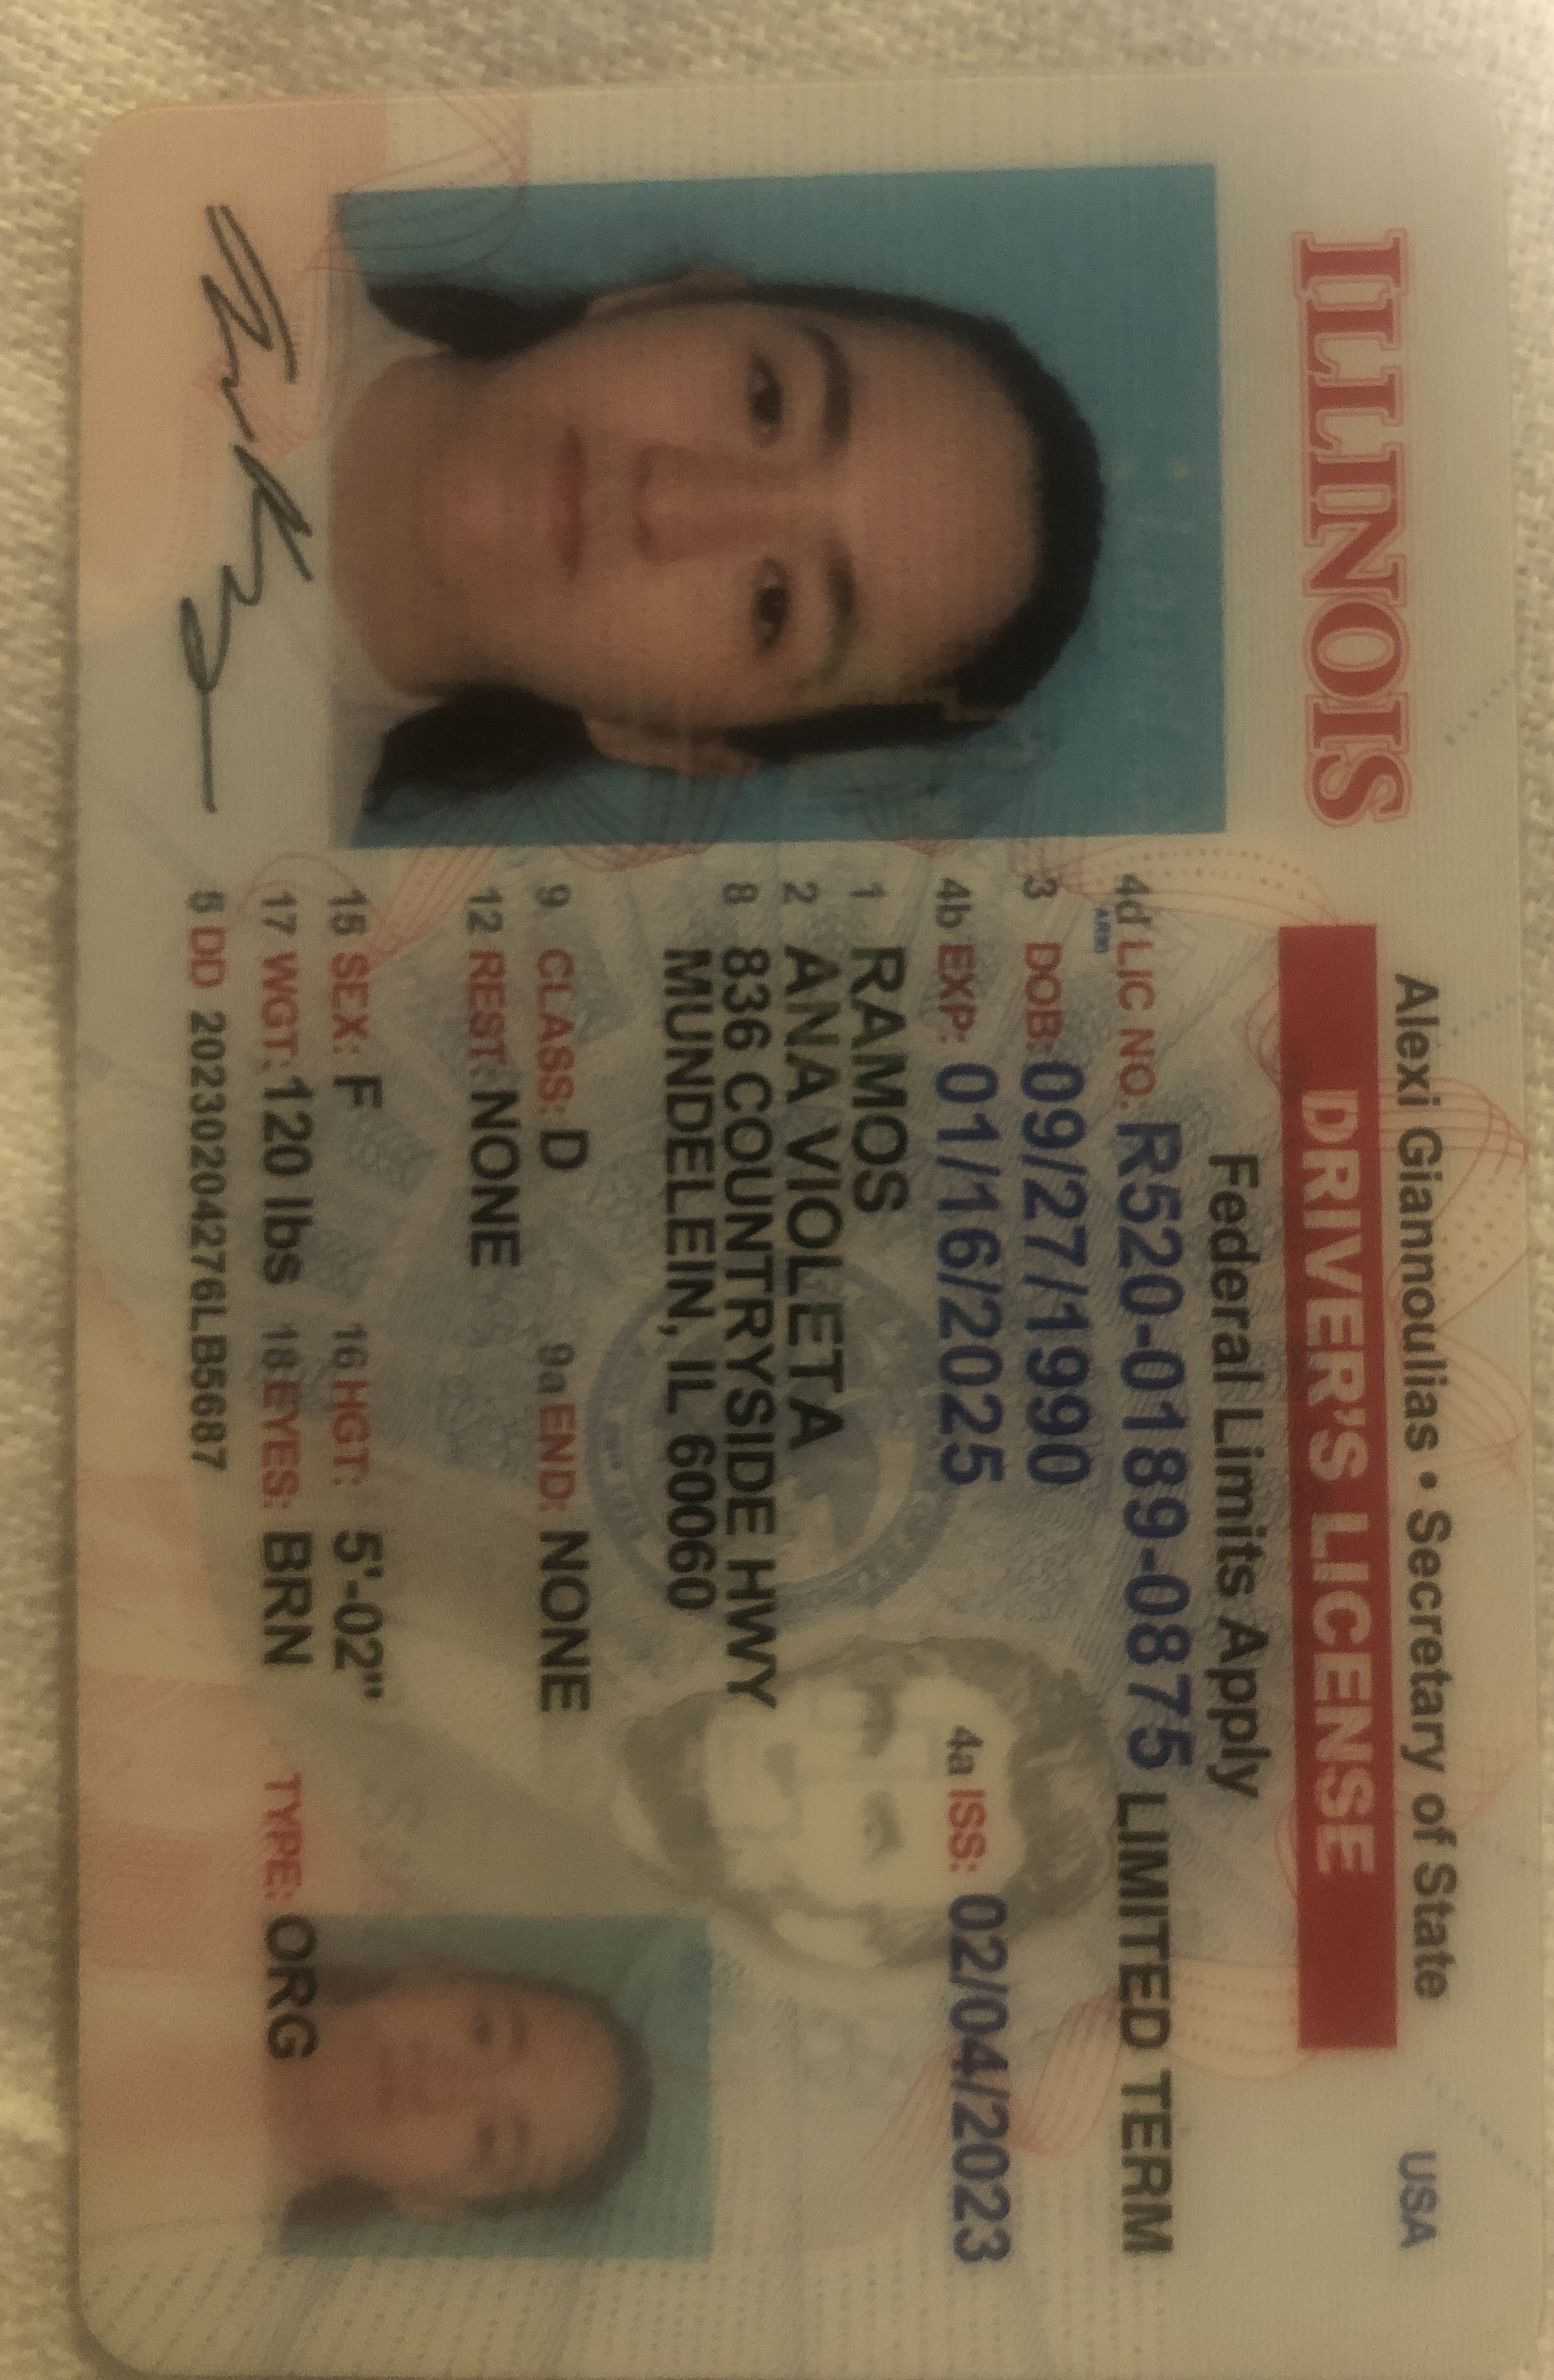 ILLINOIS
Alexi Giannoulias • Secretary of State
USA
DRIVER'S LICENSE
Federal Limits Apply
4d LIC NO.: R520-0189-0875 LIMITED TERM
3 DOB: 09/27/1990
4b EXP: 01/16/2025 4a ISS: 02/04/2023
1 RAMOS
2 ANA VIOLETA
8 836 COUNTRYSIDE HWY
MUNDELEIN, IL 60060
9 CLASS: D 9a END: NONE
12 REST: NONE
15 SEX: F 16 HGT: 5'-02"
17 WGT: 120 lbs 18 EYES: BRN TYPE: ORG
5 DD 20230204276LB5687